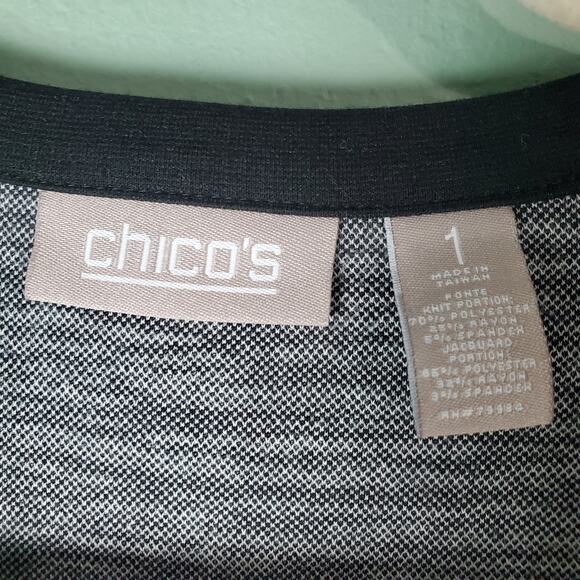 chico's
1
MADE IN
TAIWAN
PONTE
KNIT PORTION:
70% POLYESTER
25% RAYON
5% SPANDEX
JACQUARD
PORTION:
65% POLYESTER
32% RAYON
3% SPANDEX